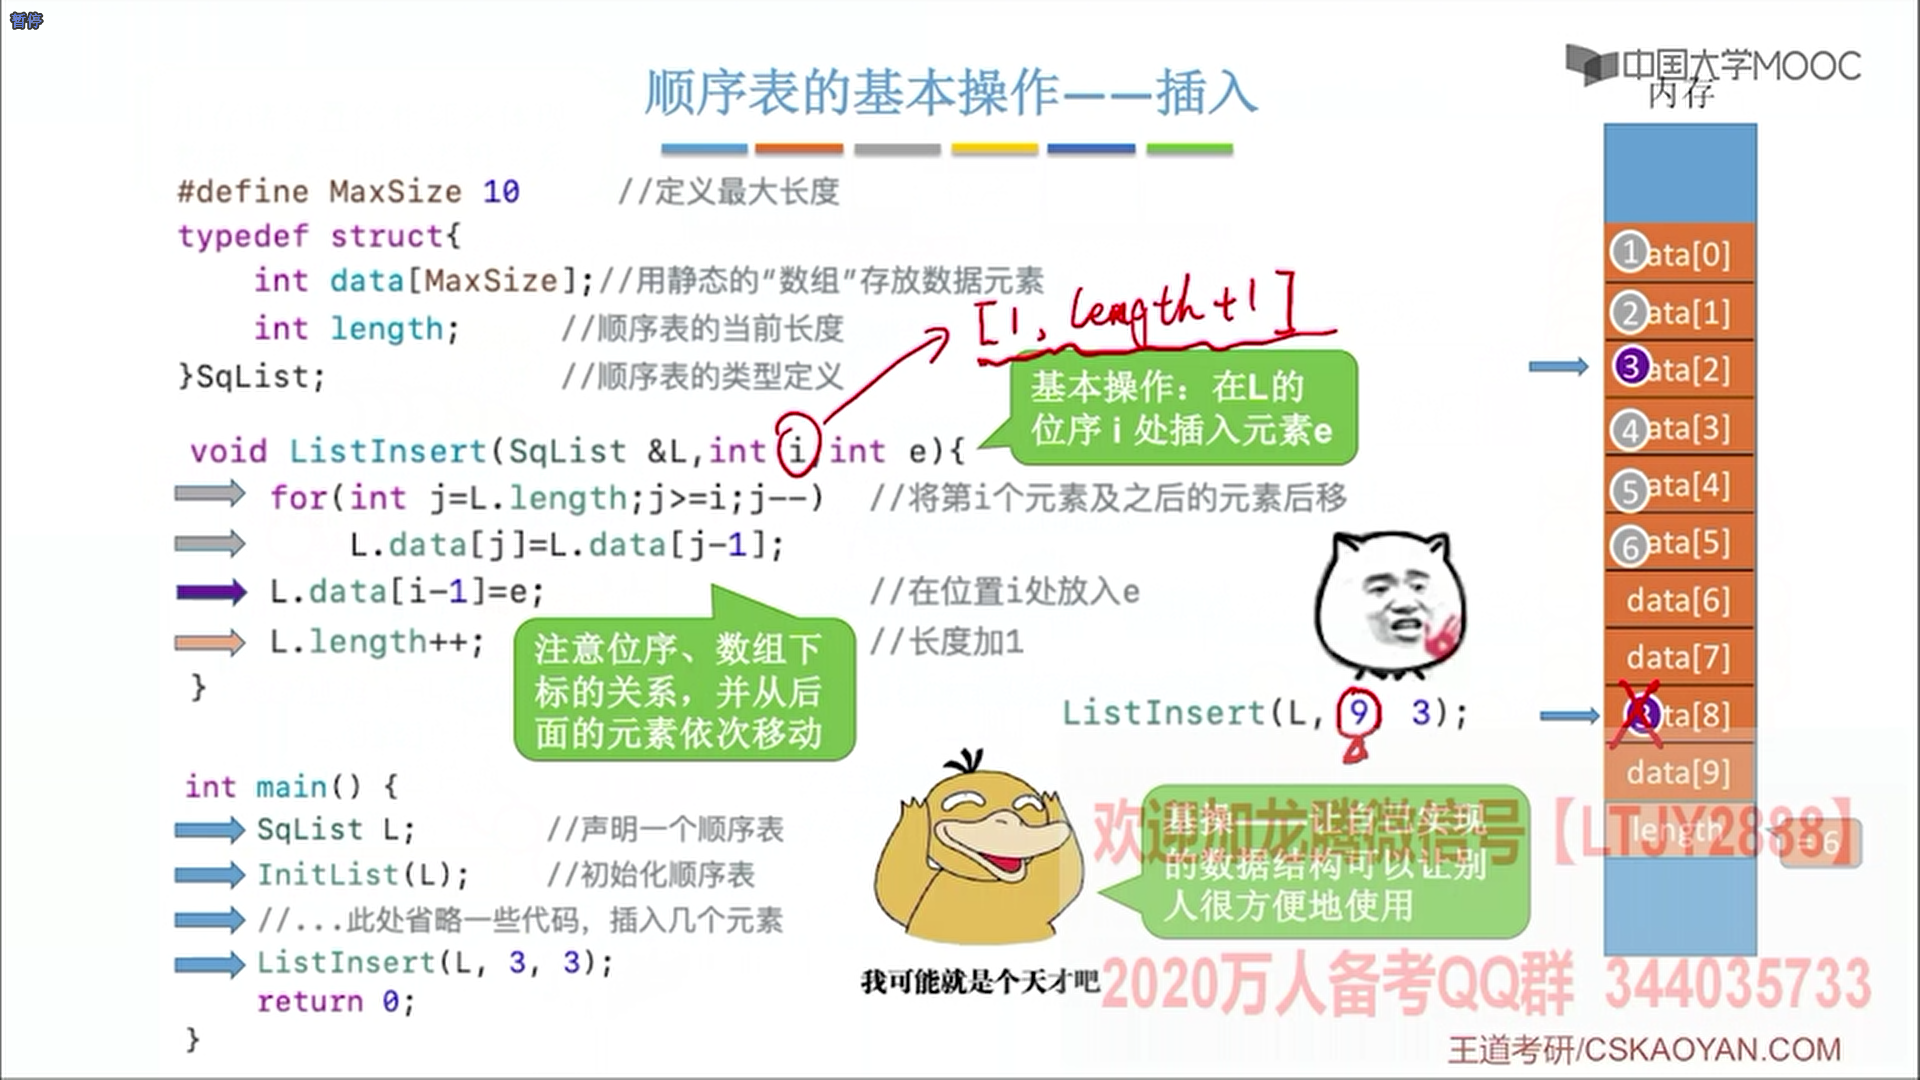 暂停
中国大学MOOC
顺序表的基本操作——插入
内存
#define MaxSize 10 //定义最大长度
typedef struct{
int data[MaxSize];//用静态的“数组”存放数据元素
int length; //顺序表的当前长度
}SqList; //顺序表的类型定义
[1, length+1]
基本操作：在L的
位序 i 处插入元素e
void ListInsert(SqList &L,int i,int e){
for(int j=L.length;j>=i;j--) //将第i个元素及之后的元素后移
L.data[j]=L.data[j-1];
L.data[i-1]=e; //在位置i处放入e
L.length++; //长度加1
}
注意位序、数组下
标的关系，并从后
面的元素依次移动
ListInsert(L, 9 3);
int main() {
SqList L; //声明一个顺序表
InitList(L); //初始化顺序表
//...此处省略一些代码，插入几个元素
ListInsert(L, 3, 3);
return 0;
}
我可能就是个天才吧
基操——让自己实现
的数据结构可以让别
人很方便地使用
1 ata[0]
2 ata[1]
3 ata[2]
4 ata[3]
5 ata[4]
6 ata[5]
data[6]
data[7]
3 ta[8]
data[9]
length
= 6
欢迎加龙腾微信号【LTJY2888】
2020万人备考QQ群 344035733
王道考研/CSKAOYAN.COM